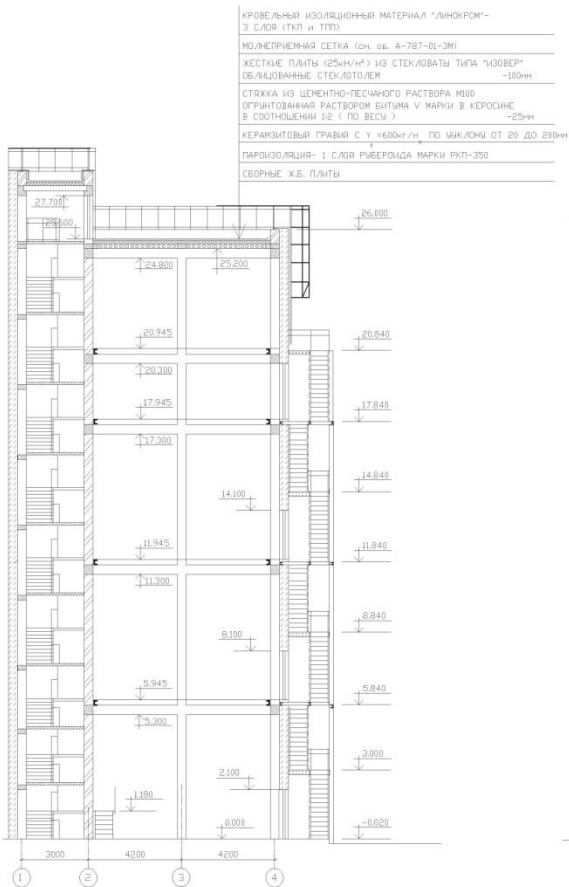 КРОВЕЛЬНЫЙ ИЗОЛЯЦИОННЫЙ МАТЕРИАЛ "ЛИНОКРОМ"-
3 СЛОЯ (ТКП и ТПП)
МОЛНЕПРИЕМНАЯ СЕТКА (см. ав. А-787-01-ЭМ)
ЖЕСТКИЕ ПЛИТЫ (25кН/м³) ИЗ СТЕКЛОВАТЫ ТИПА "ИЗОВЕР"
ОБЛИЦОВАННЫЕ СТЕКЛОТОЛЕМ -100мм
СТЯЖКА ИЗ ЦЕМЕНТНО-ПЕСЧАНОГО РАСТВОРА М100
ОГРУНТОВАННАЯ РАСТВОРОМ БИТУМА V МАРКИ В КЕРОСИНЕ
В СООТНОШЕНИИ 1:2 ( ПО ВЕСУ ) -25мм
КЕРАМЗИТОВЫЙ ГРАВИЙ С γ =600кг/м ПО УКЛОНУ ОТ 20 ДО 280мм
ПАРОИЗОЛЯЦИЯ- 1 СЛОЙ РУБЕРОИДА МАРКИ РКП-350
СБОРНЫЕ Ж.Б. ПЛИТЫ
27.700
26.000
24.800
25.200
20.945
20.840
20.300
17.945
17.840
17.300
14.840
14.100
11.945
11.840
11.300
8.840
8.100
5.945
5.840
5.300
3.000
2.100
1.180
0.000
-0.020
3000
4200
4200
1
2
3
4